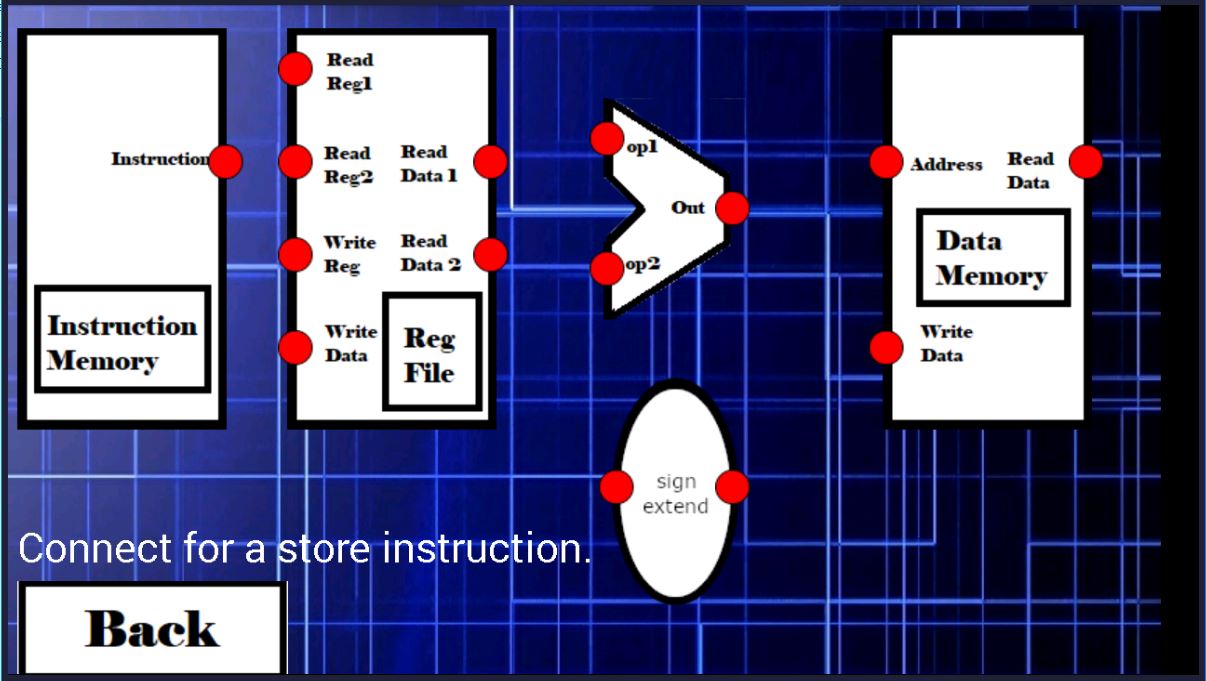 Instruction
Instruction
Memory
Read
Reg1
Read
Reg2
Read
Data 1
Write
Reg
Read
Data 2
Write
Data
Reg
File
op1
Out
op2
sign
extend
Address
Read
Data
Data
Memory
Write
Data
Connect for a store instruction.
Back